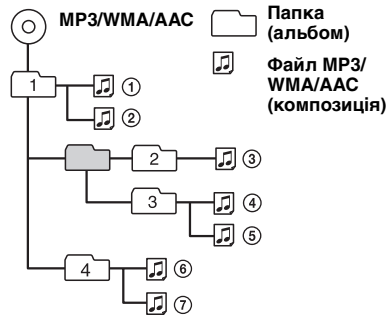 MP3/WMA/AAC
Папка
(альбом)
Файл MP3/
WMA/AAC
(композиція)
1
①
②
2
③
3
④
⑤
4
⑥
⑦